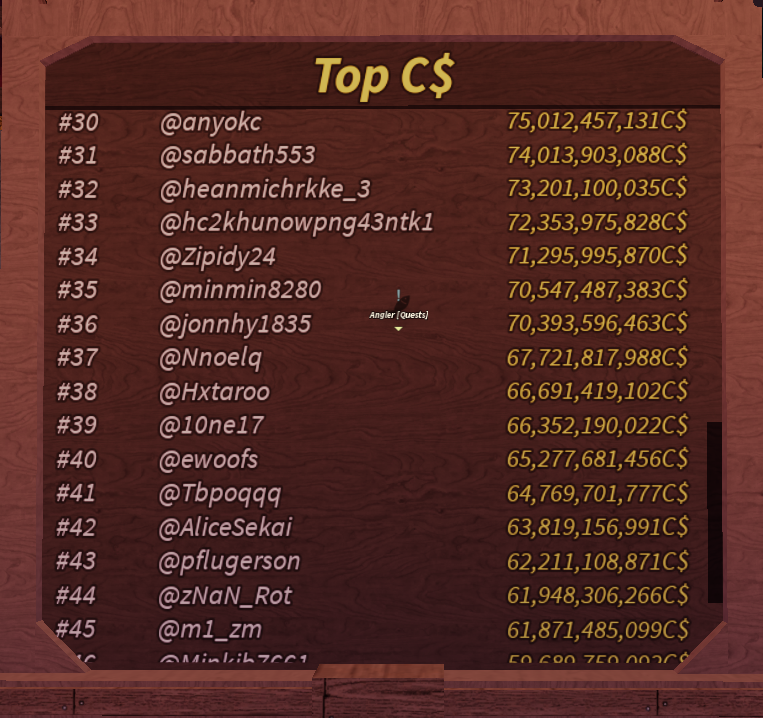 Top C$
#30 @anyokc 75,012,457,131C$
#31 @sabbath553 74,013,903,088C$
#32 @heanmichrkke_3 73,201,100,035C$
#33 @hc2khunowpng43ntk1 72,353,975,828C$
#34 @Zipidy24 71,295,995,870C$
#35 @minmin8280 70,547,487,383C$
!
Angler [Quests]
#36 @jonnhy1835 70,393,596,463C$
#37 @Nnoelq 67,721,817,988C$
#38 @Hxtaroo 66,691,419,102C$
#39 @10ne17 66,352,190,022C$
#40 @ewoofs 65,277,681,456C$
#41 @Tbpoqqq 64,769,701,777C$
#42 @AliceSekai 63,819,156,991C$
#43 @pflugerson 62,211,108,871C$
#44 @zNaN_Rot 61,948,306,266C$
#45 @m1_zm 61,871,485,099C$